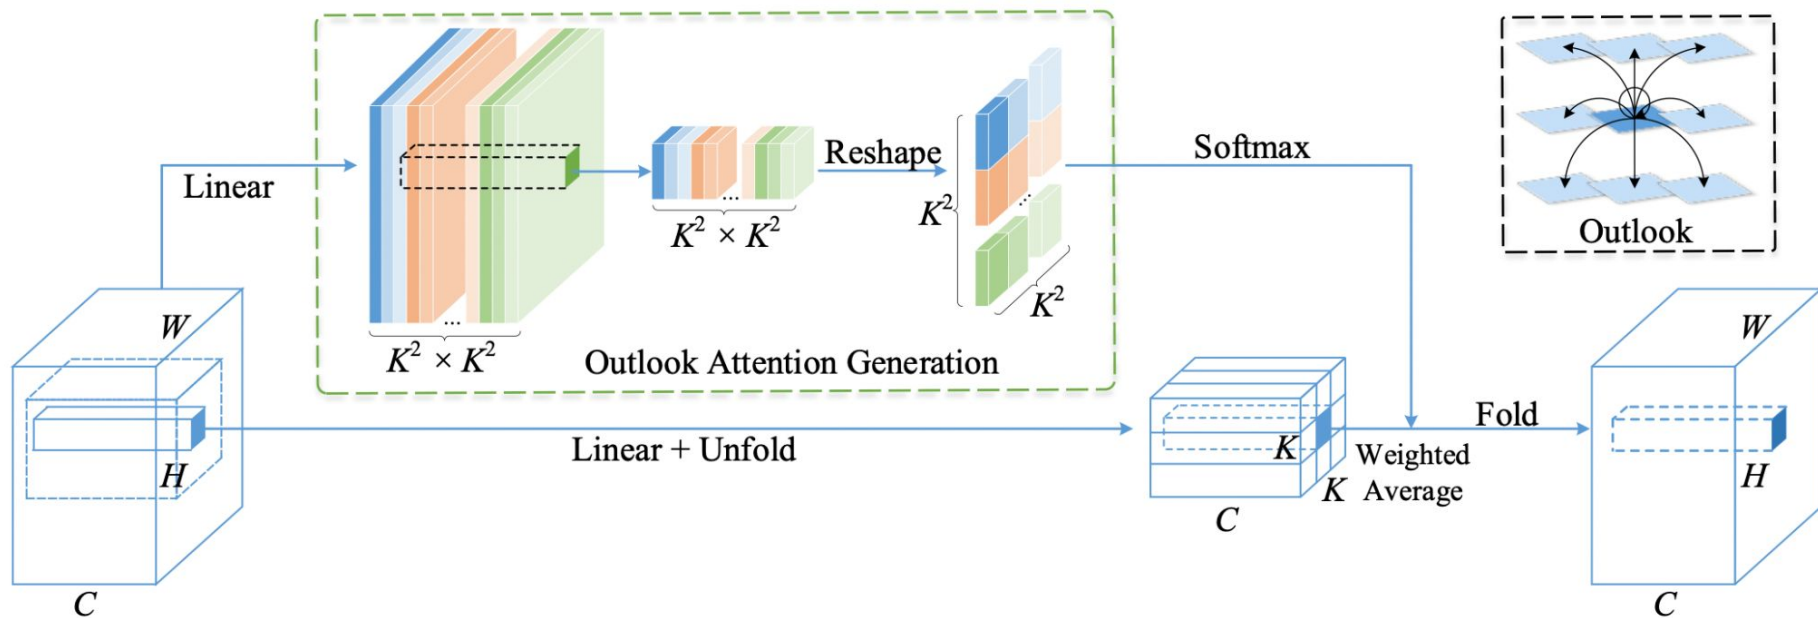 Linear
K² × K²
...
K² × K²
...
Reshape
K²
...
K²
Outlook Attention Generation
Softmax
Outlook
W
H
C
Linear + Unfold
K
K
C
Weighted
Average
Fold
W
H
C